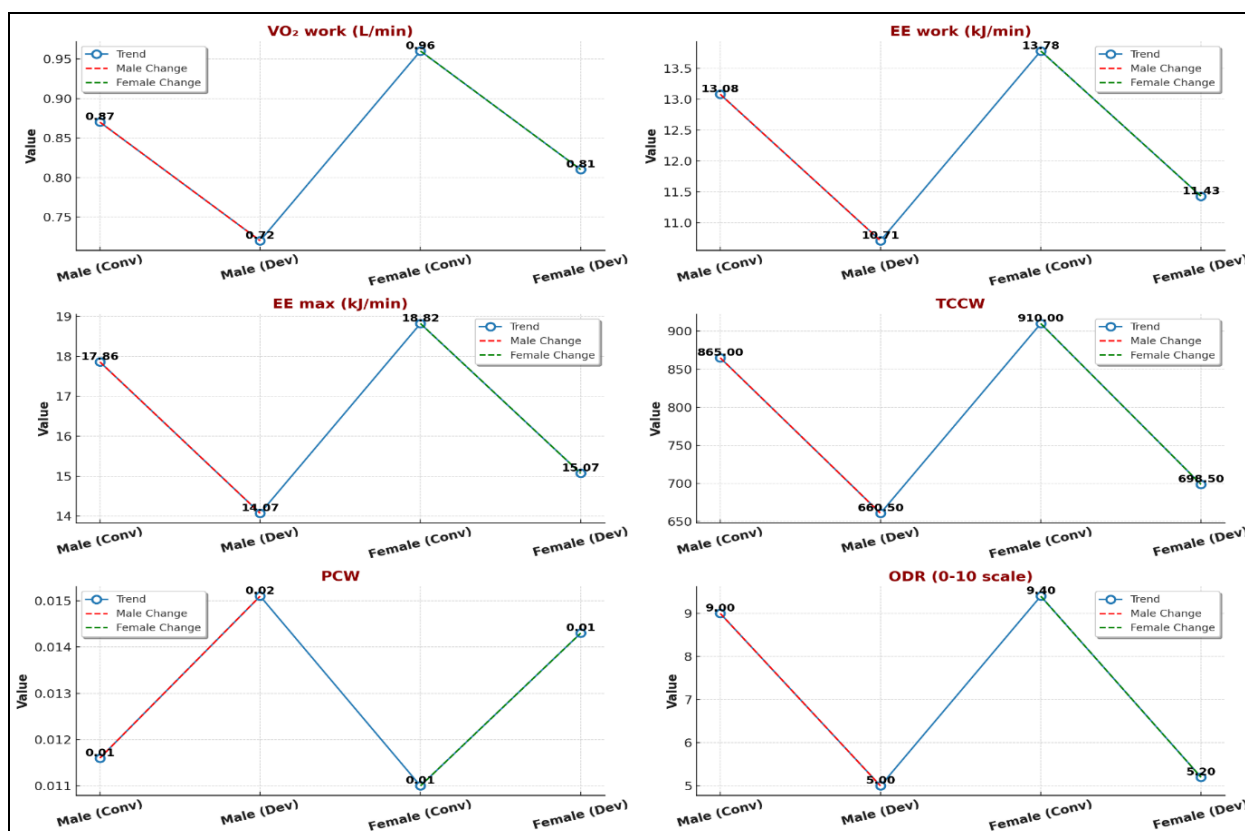 VO₂ work (L/min)
Value
0.95
0.90
0.85
0.80
0.75
0.87
0.72
0.96
0.81
Trend
Male Change
Female Change
Male (Conv)
Male (Dev)
Female (Conv)
Female (Dev)
EE work (kJ/min)
Value
13.5
13.0
12.5
12.0
11.5
11.0
13.08
10.71
13.78
11.43
Trend
Male Change
Female Change
Male (Conv)
Male (Dev)
Female (Conv)
Female (Dev)
EE max (kJ/min)
Value
19
18
17
16
15
14
17.86
14.07
18.82
15.07
Trend
Male Change
Female Change
Male (Conv)
Male (Dev)
Female (Conv)
Female (Dev)
TCCW
Value
900
850
800
750
700
650
865.00
660.50
910.00
698.50
Trend
Male Change
Female Change
Male (Conv)
Male (Dev)
Female (Conv)
Female (Dev)
PCW
Value
0.015
0.014
0.013
0.012
0.011
0.01
0.02
0.01
0.01
Trend
Male Change
Female Change
Male (Conv)
Male (Dev)
Female (Conv)
Female (Dev)
ODR (0-10 scale)
Value
9
8
7
6
5
9.00
5.00
9.40
5.20
Trend
Male Change
Female Change
Male (Conv)
Male (Dev)
Female (Conv)
Female (Dev)